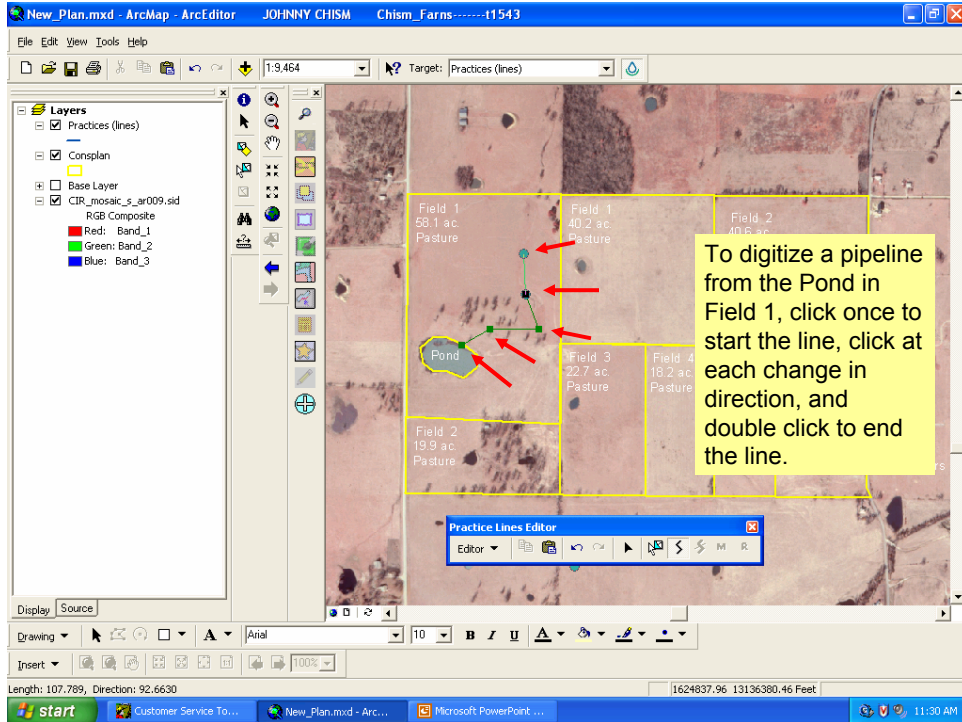 New_Plan.mxd - ArcMap - ArcEditor JOHNNY CHISM Chism_Farns-------t1543
File Edit View Tools Help
1:9,464 Target: Practices (lines)
Layers
Practices (lines)
Consplan
Base Layer
CIR_mosaic_s_ar009.sid
RGB Composite
Red: Band_1
Green: Band_2
Blue: Band_3
Field 1
58.1 ac.
Pasture
Field 1
40.2 ac.
Pasture
Field 2
40.6 ac.
Pond
Field 3
22.7 ac.
Pasture
Field 4
18.2 ac.
Pasture
Field 2
19.9 ac.
Pasture
To digitize a pipeline
from the Pond in
Field 1, click once to
start the line, click at
each change in
direction, and
double click to end
the line.
Practice Lines Editor
Editor
M R
Display Source
Drawing A Arial 10 B I U A
Insert 100%
Length: 107.789, Direction: 92.6630 1624837.96 13136380.46 Feet
start Customer Service To... New_Plan.mxd - Arc... Microsoft PowerPoint ... 11:30 AM